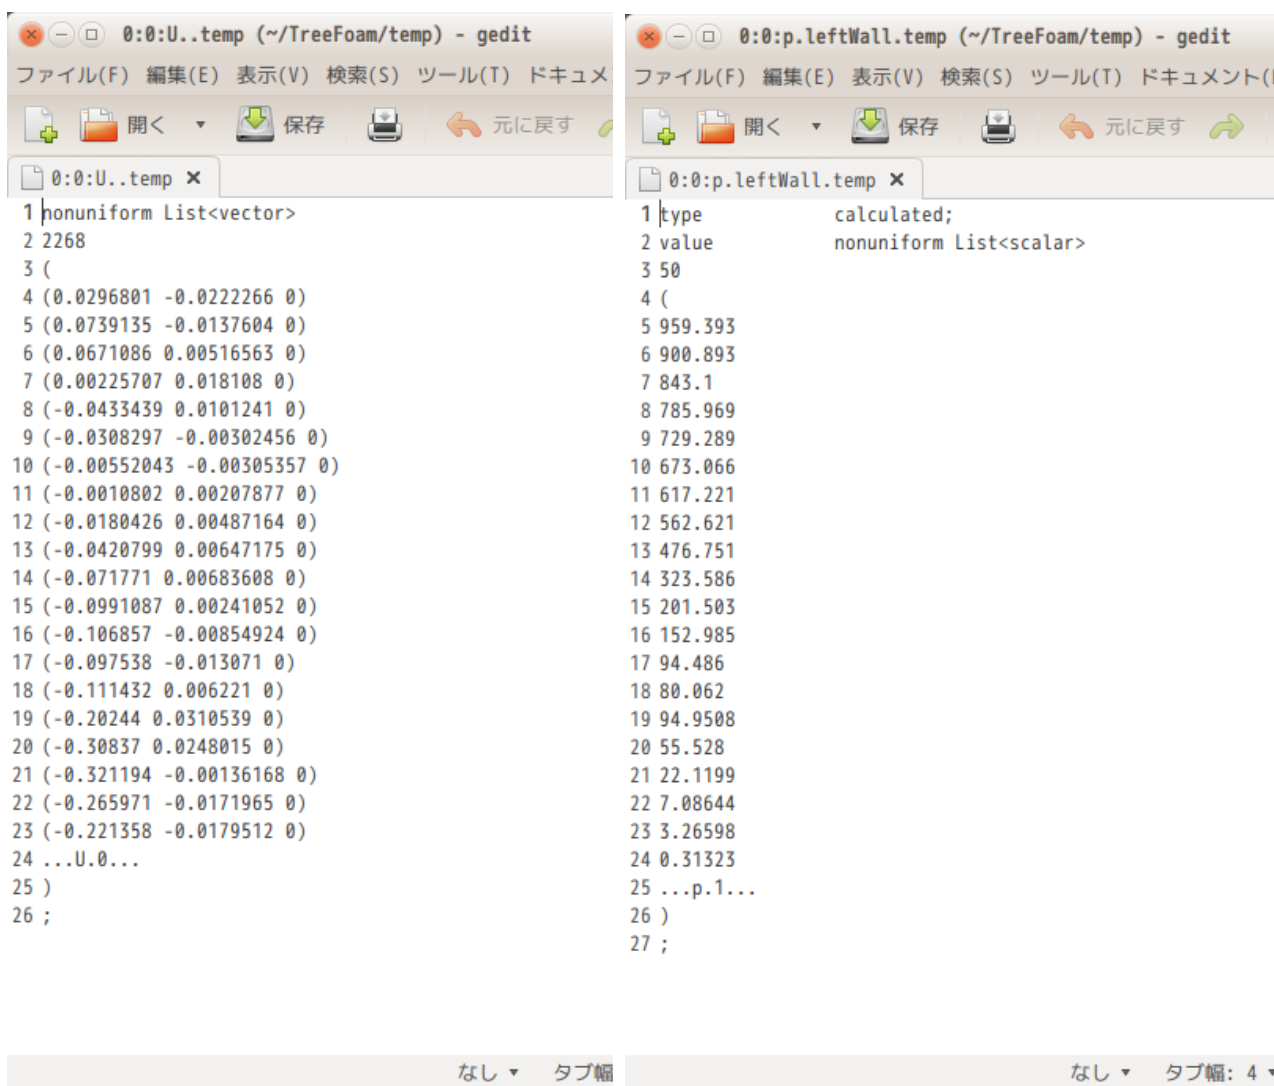 0:0:U..temp (~/TreeFoam/temp) - gedit
ファイル(F) 編集(E) 表示(V) 検索(S) ツール(T) ドキュメ
開く 保存 元に戻す
0:0:U..temp
1 nonuniform List<vector>
2 2268
3 (
4 (0.0296801 -0.0222266 0)
5 (0.0739135 -0.0137604 0)
6 (0.0671086 0.00516563 0)
7 (0.00225707 0.018108 0)
8 (-0.0433439 0.0101241 0)
9 (-0.0308297 -0.00302456 0)
10 (-0.00552043 -0.00305357 0)
11 (-0.0010802 0.00207877 0)
12 (-0.0180426 0.00487164 0)
13 (-0.0420799 0.00647175 0)
14 (-0.071771 0.00683608 0)
15 (-0.0991087 0.00241052 0)
16 (-0.106857 -0.00854924 0)
17 (-0.097538 -0.013071 0)
18 (-0.111432 0.006221 0)
19 (-0.20244 0.0310539 0)
20 (-0.30837 0.0248015 0)
21 (-0.321194 -0.00136168 0)
22 (-0.265971 -0.0171965 0)
23 (-0.221358 -0.0179512 0)
24 ...U.0...
25 )
26 ;
なし タブ幅
0:0:p.leftWall.temp (~/TreeFoam/temp) - gedit
ファイル(F) 編集(E) 表示(V) 検索(S) ツール(T) ドキュメント(
開く 保存 元に戻す
0:0:p.leftWall.temp
1 type calculated;
2 value nonuniform List<scalar>
3 50
4 (
5 959.393
6 900.893
7 843.1
8 785.969
9 729.289
10 673.066
11 617.221
12 562.621
13 476.751
14 323.586
15 201.503
16 152.985
17 94.486
18 80.062
19 94.9508
20 55.528
21 22.1199
22 7.08644
23 3.26598
24 0.31323
25 ...p.1...
26 )
27 ;
なし タブ幅: 4